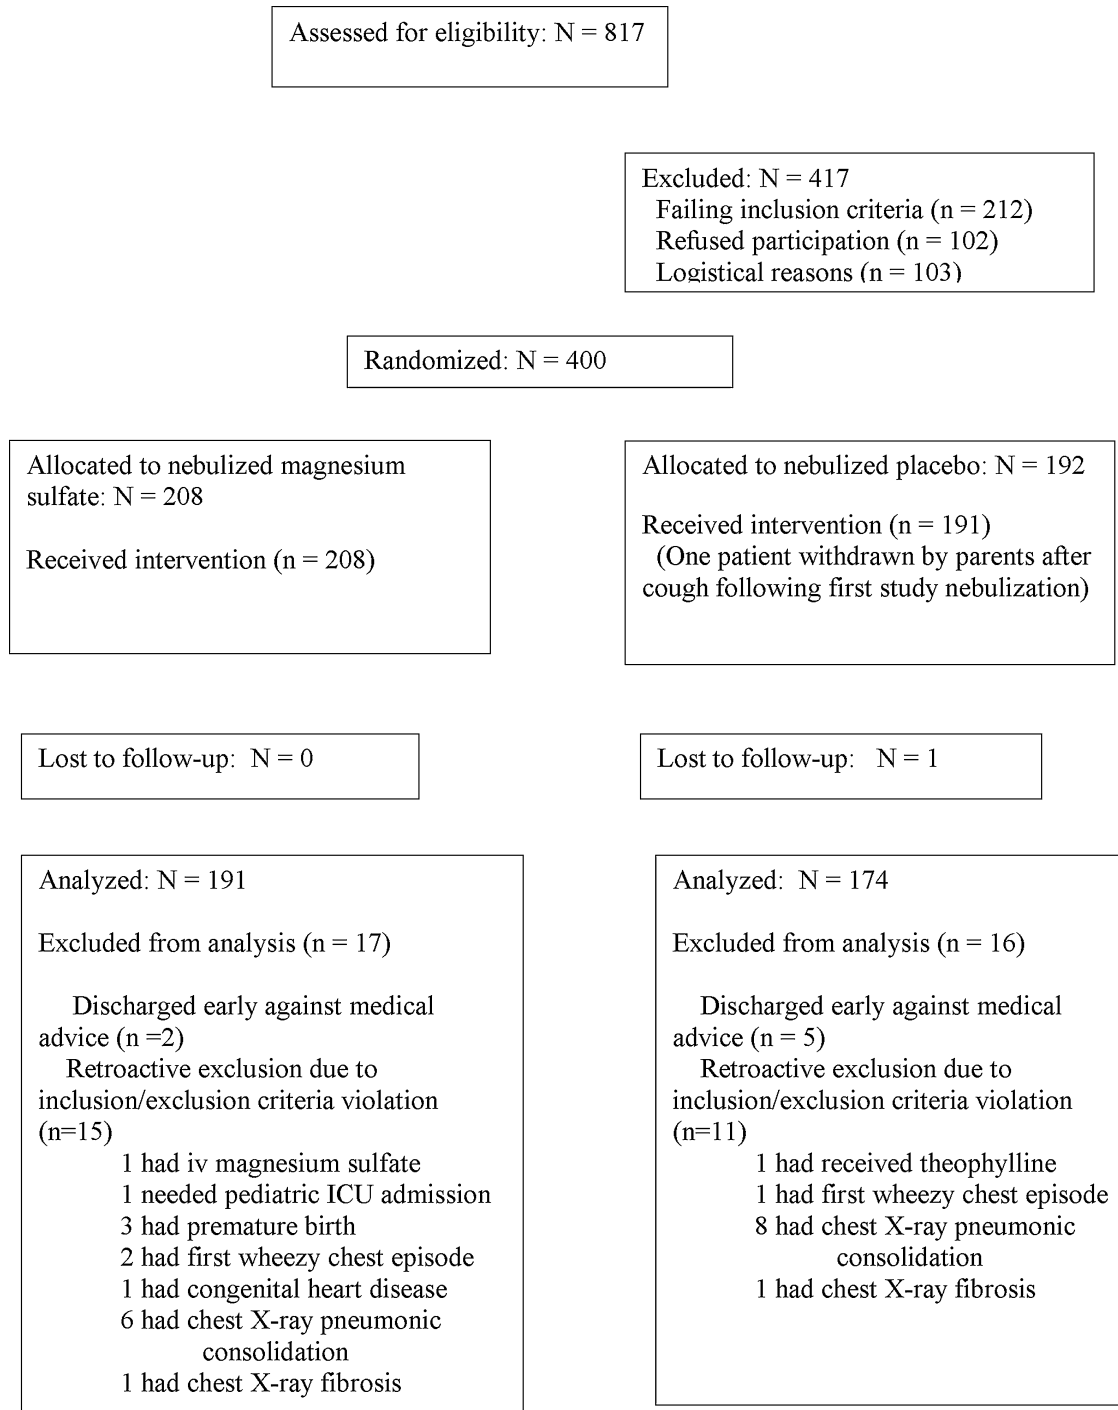 Assessed for eligibility: N = 817
Excluded: N = 417
Failing inclusion criteria (n = 212)
Refused participation (n = 102)
Logistical reasons (n = 103)
Randomized: N = 400
Allocated to nebulized magnesium
sulfate: N = 208
Received intervention (n = 208)
Allocated to nebulized placebo: N = 192
Received intervention (n = 191)
(One patient withdrawn by parents after
cough following first study nebulization)
Lost to follow-up: N = 0
Lost to follow-up: N = 1
Analyzed: N = 191
Excluded from analysis (n = 17)
Discharged early against medical
advice (n =2)
Retroactive exclusion due to
inclusion/exclusion criteria violation
(n=15)
1 had iv magnesium sulfate
1 needed pediatric ICU admission
3 had premature birth
2 had first wheezy chest episode
1 had congenital heart disease
6 had chest X-ray pneumonic
consolidation
1 had chest X-ray fibrosis
Analyzed: N = 174
Excluded from analysis (n = 16)
Discharged early against medical
advice (n = 5)
Retroactive exclusion due to
inclusion/exclusion criteria violation
(n=11)
1 had received theophylline
1 had first wheezy chest episode
8 had chest X-ray pneumonic
consolidation
1 had chest X-ray fibrosis